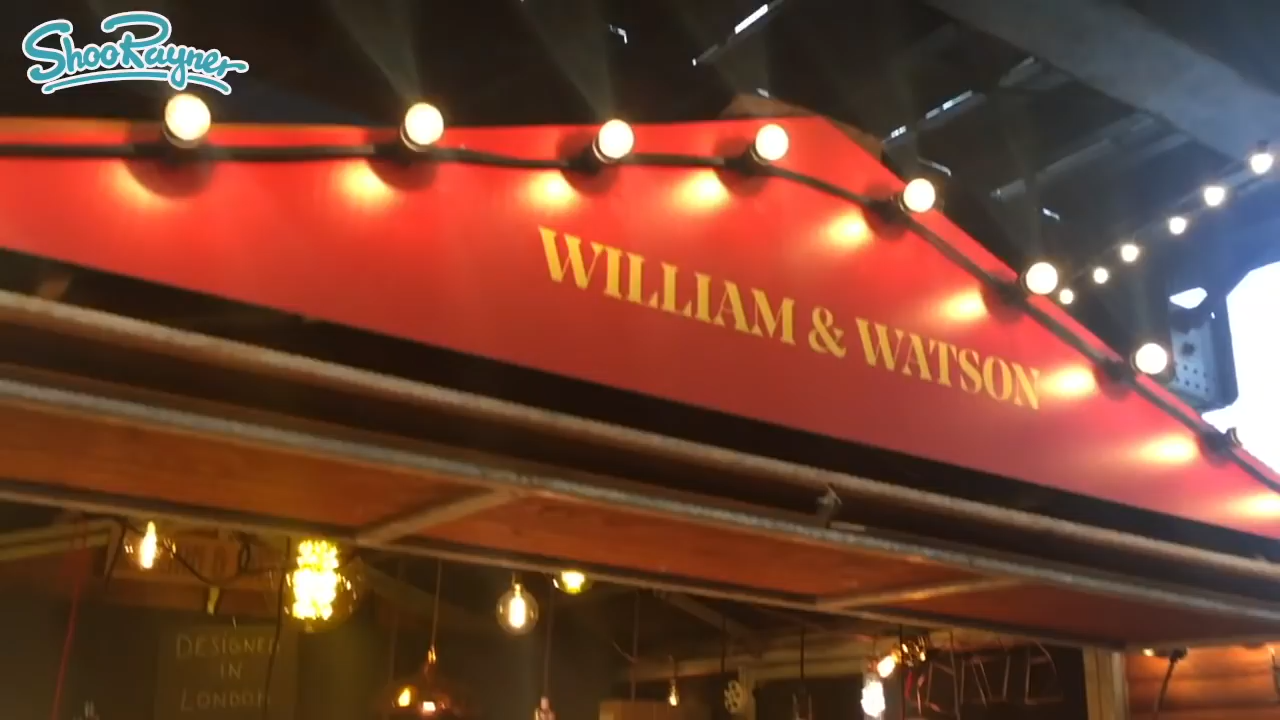 ShooRayner
WILLIAM & WATSON
DESIGNED
IN
LONDON